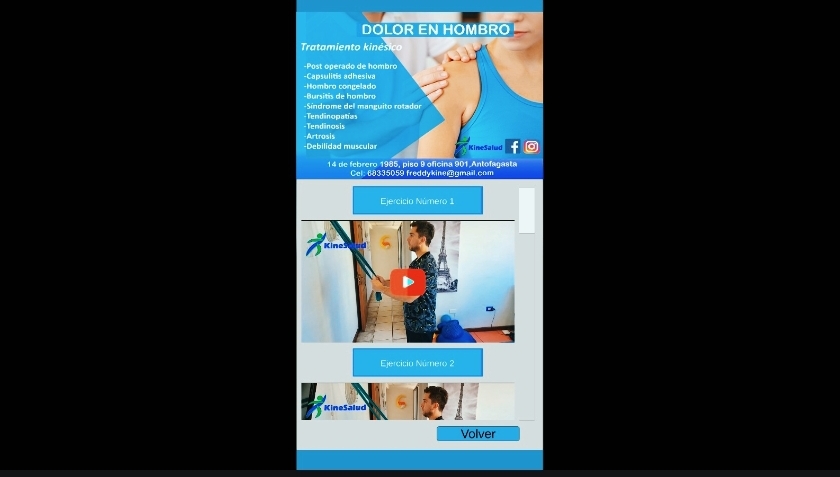 DOLOR EN HOMBRO
Tratamiento kinésico
-Post operado de hombro
-Capsulitis adhesiva
-Hombro congelado
-Bursitis de hombro
-Síndrome del manguito rotador
-Tendinopatías
-Tendinosis
-Artrosis
-Debilidad muscular
KineSalud
14 de febrero 1985, piso 9 oficina 901,Antofagasta
Cel: 68335059 freddykine@gmail.com
Ejercicio Número 1
KineSalud
Ejercicio Número 2
KineSalud
Volver